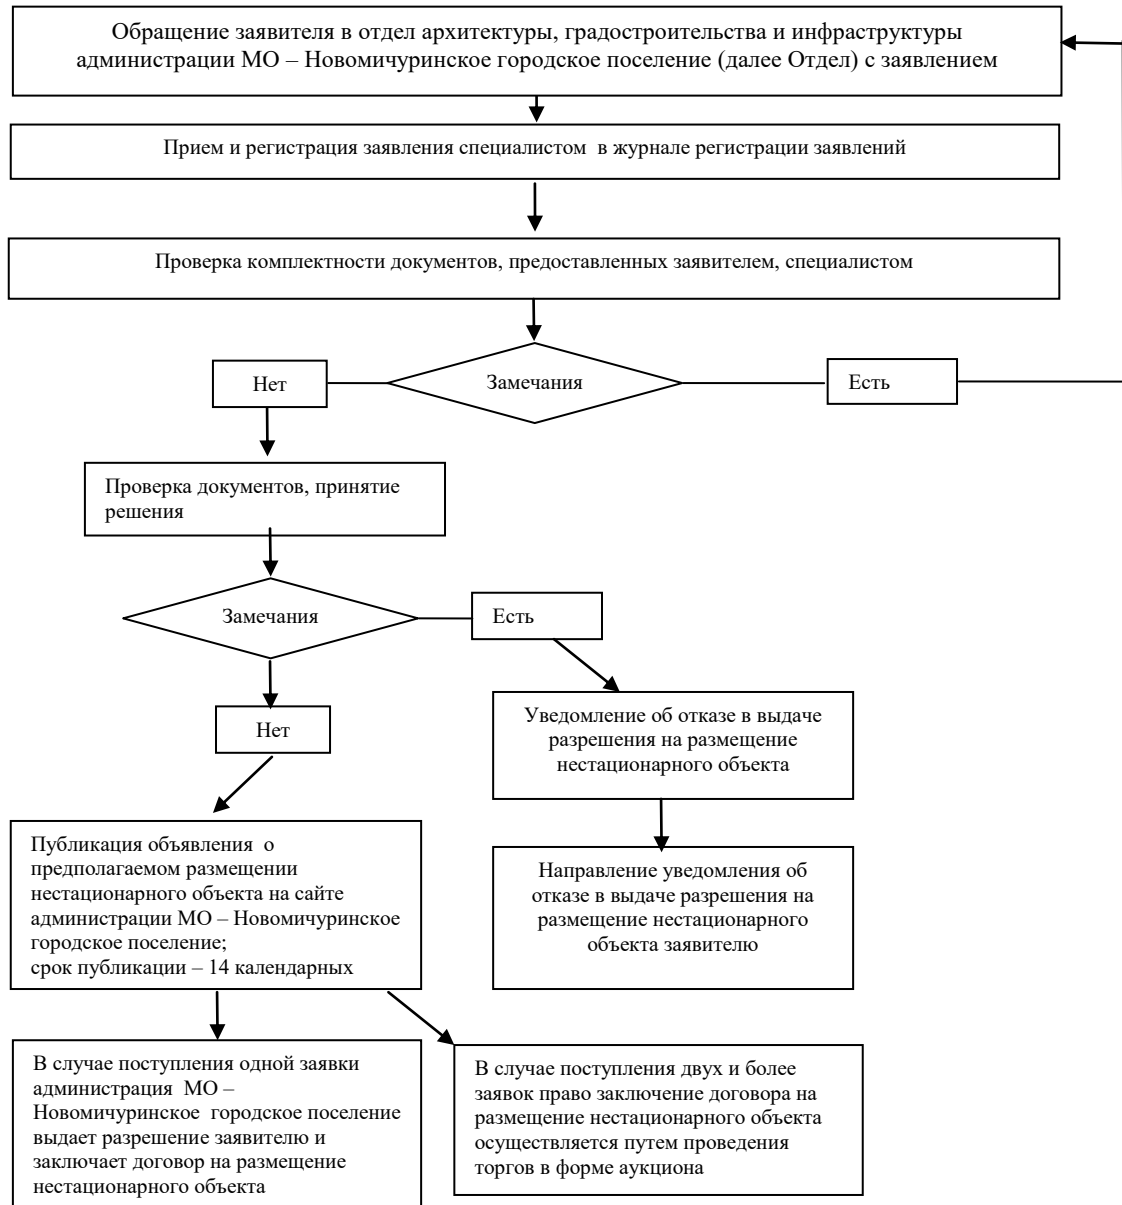 Обращение заявителя в отдел архитектуры, градостроительства и инфраструктуры
администрации МО – Новомичуринское городское поселение (далее Отдел) с заявлением
Прием и регистрация заявления специалистом в журнале регистрации заявлений
Проверка комплектности документов, предоставленных заявителем, специалистом
Нет
Замечания
Есть
Проверка документов, принятие
решения
Замечания
Есть
Нет
Уведомление об отказе в выдаче
разрешения на размещение
нестационарного объекта
Публикация объявления о
предполагаемом размещении
нестационарного объекта на сайте
администрации МО – Новомичуринское
городское поселение;
срок публикации – 14 календарных
Направление уведомления об
отказе в выдаче разрешения на
размещение нестационарного
объекта заявителю
В случае поступления одной заявки
администрация МО –
Новомичуринское городское поселение
выдает разрешение заявителю и
заключает договор на размещение
нестационарного объекта
В случае поступления двух и более
заявок право заключение договора на
размещение нестационарного объекта
осуществляется путем проведения
торгов в форме аукциона